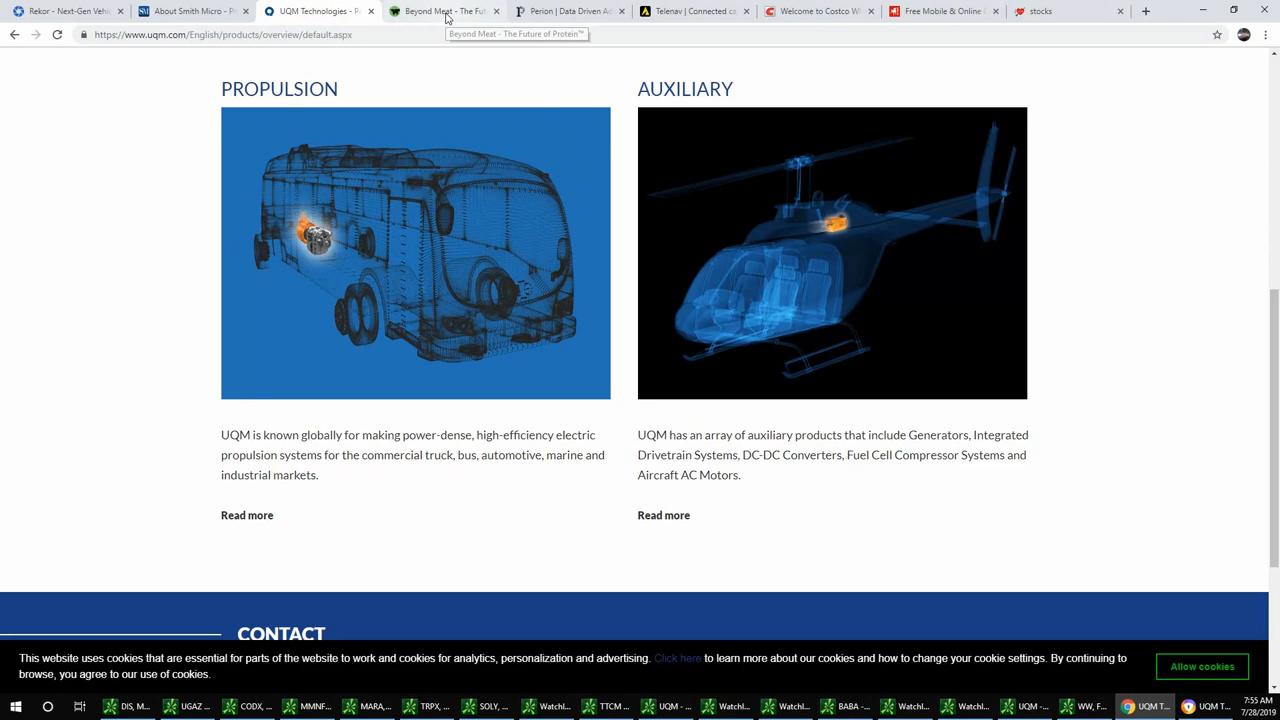 Rekor - Next-Gen Vehi
About Smith Micro - Pr
UQM Technologies - P
Beyond Meat - The Fut
Perion | Data Driven Ad
Telenav | Connected ca
Welcome to Costco Wh
Free Mobile & Online
stocks
https://www.uqm.com/English/products/overview/default.aspx
Beyond Meat - The Future of Protein™
PROPULSION
AUXILIARY
UQM is known globally for making power-dense, high-efficiency electric
propulsion systems for the commercial truck, bus, automotive, marine and
industrial markets.
Read more
UQM has an array of auxiliary products that include Generators, Integrated
Drivetrain Systems, DC-DC Converters, Fuel Cell Compressor Systems and
Aircraft AC Motors.
Read more
CONTACT
This website uses cookies that are essential for parts of the website to work and cookies for analytics, personalization and advertising. Click here to learn more about our cookies and how to change your cookie settings. By continuing to
browse, you agree to our use of cookies.
Allow cookies
DIS, M...
UGAZ ...
CODX, ...
MMNF...
MARA,...
TRPX, ...
SOLY, ...
Watchl...
TTCM ...
UQM - ...
Watchl...
Watchl...
BABA -...
Watchl...
Watchl...
UQM - ...
WW, F...
UQM T...
UQM T...
7:55 AM
7/28/2019